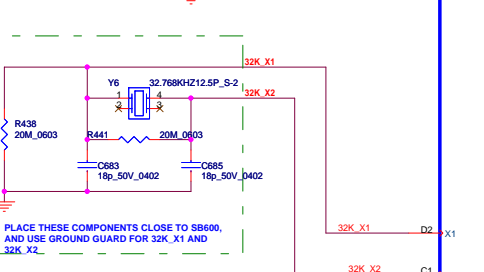 32K_X1
Y6
32.768KHZ12.5P_S-2
1
4
32K_X2
2
3
R438
20M_0603
R441
20M_0603
C683
18p_50V_0402
C685
18p_50V_0402
PLACE THESE COMPONENTS CLOSE TO SB600,
AND USE GROUND GUARD FOR 32K_X1 AND
32K_X2
32K_X1
D2
X1
32K_X2
C1